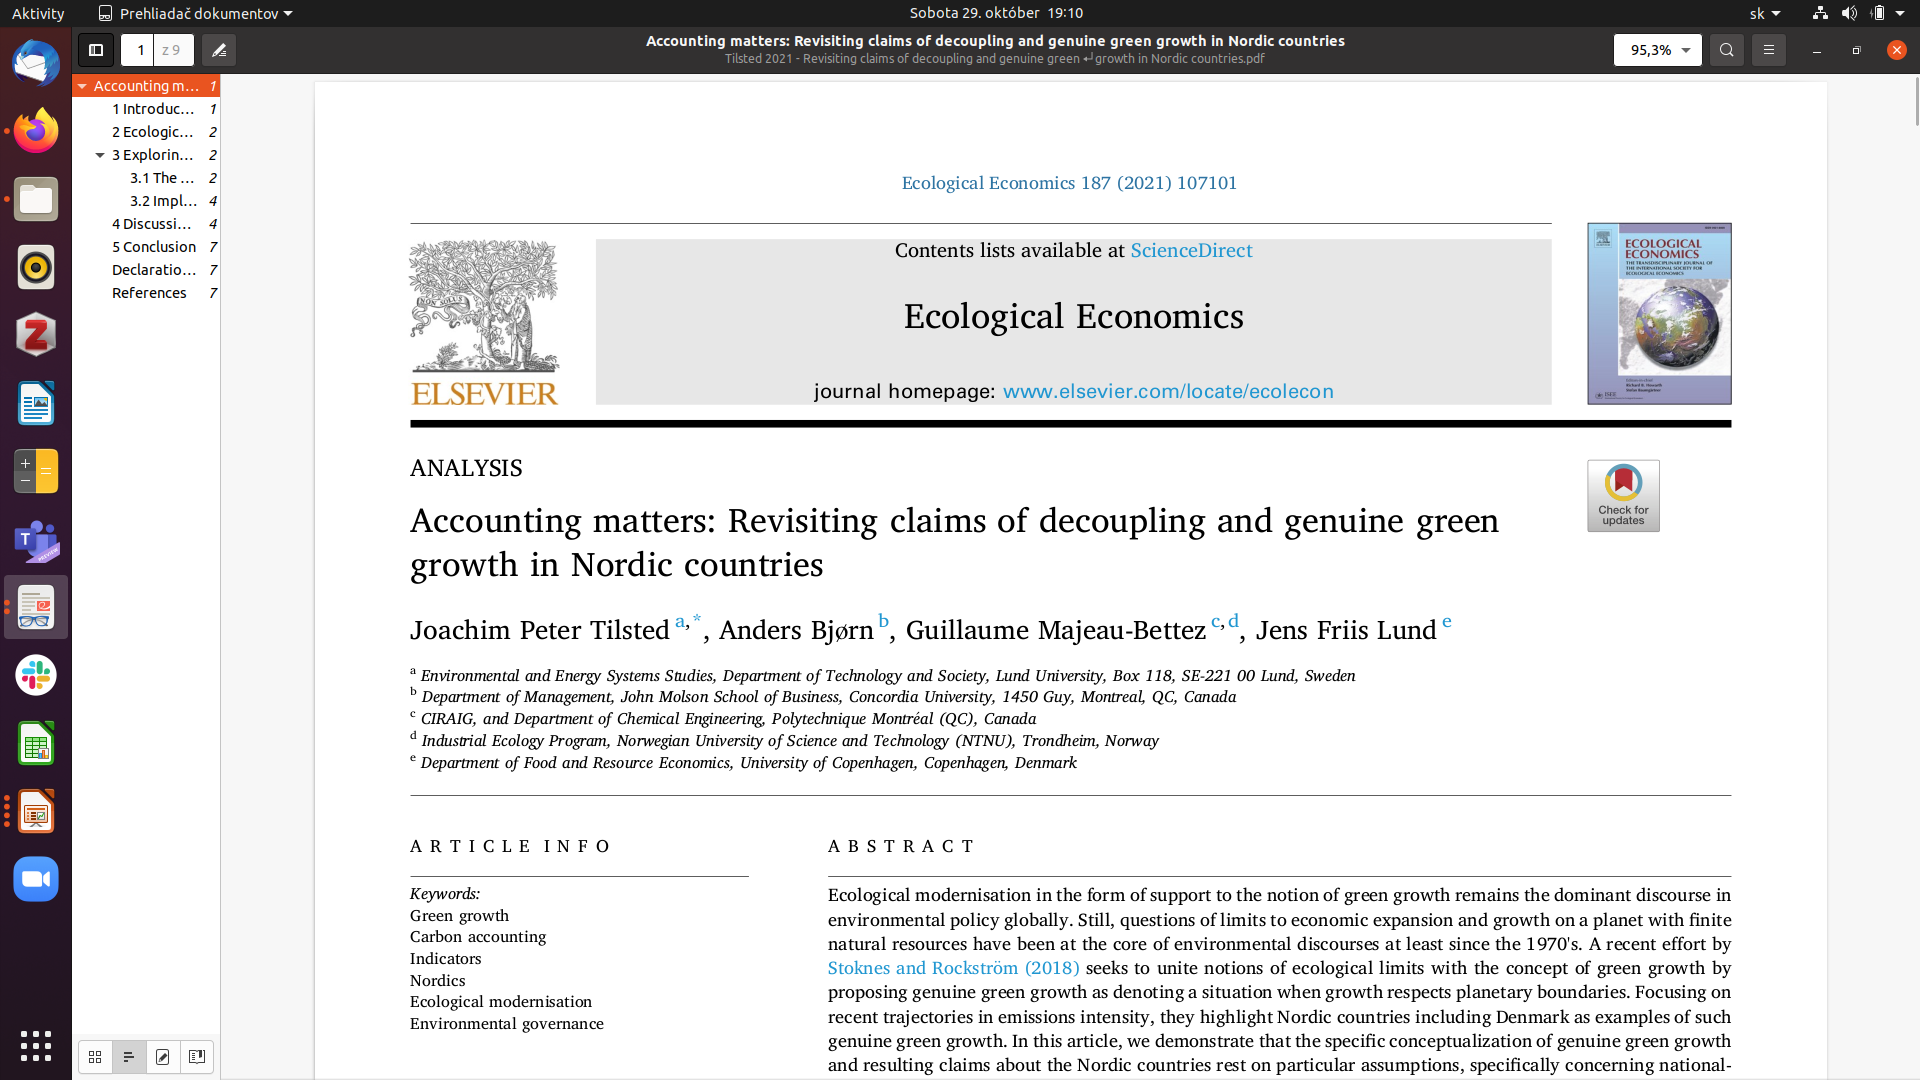 Aktivity
Prehliadač dokumentov
Sobota 29. október 19:10
sk
1
z 9
Accounting matters: Revisiting claims of decoupling and genuine green growth in Nordic countries
Tilsted 2021 - Revisiting claims of decoupling and genuine green ↵growth in Nordic countries.pdf
95,3%
Accounting m... 1
1 Introduc... 1
2 Ecologic... 2
3 Explorin... 2
3.1 The ... 2
3.2 Impl... 4
4 Discussi... 4
5 Conclusion 7
Declaratio... 7
References 7
Ecological Economics 187 (2021) 107101
NON SOLUS
ELSEVIER
Contents lists available at ScienceDirect
Ecological Economics
journal homepage: www.elsevier.com/locate/ecolecon
ECOLOGICAL
ECONOMICS
THE TRANSDISCIPLINARY JOURNAL OF
THE INTERNATIONAL SOCIETY FOR
ECOLOGICAL ECONOMICS
ANALYSIS
Check for
updates
Accounting matters: Revisiting claims of decoupling and genuine green
growth in Nordic countries
Joachim Peter Tilsted a,*, Anders Bjørn b, Guillaume Majeau-Bettez c,d, Jens Friis Lund e
a Environmental and Energy Systems Studies, Department of Technology and Society, Lund University, Box 118, SE-221 00 Lund, Sweden
b Department of Management, John Molson School of Business, Concordia University, 1450 Guy, Montreal, QC, Canada
c CIRAIG, and Department of Chemical Engineering, Polytechnique Montréal (QC), Canada
d Industrial Ecology Program, Norwegian University of Science and Technology (NTNU), Trondheim, Norway
e Department of Food and Resource Economics, University of Copenhagen, Copenhagen, Denmark
ARTICLE INFO
Keywords:
Green growth
Carbon accounting
Indicators
Nordics
Ecological modernisation
Environmental governance
ABSTRACT
Ecological modernisation in the form of support to the notion of green growth remains the dominant discourse in
environmental policy globally. Still, questions of limits to economic expansion and growth on a planet with finite
natural resources have been at the core of environmental discourses at least since the 1970's. A recent effort by
Stoknes and Rockström (2018) seeks to unite notions of ecological limits with the concept of green growth by
proposing genuine green growth as denoting a situation when growth respects planetary boundaries. Focusing on
recent trajectories in emissions intensity, they highlight Nordic countries including Denmark as examples of such
genuine green growth. In this article, we demonstrate that the specific conceptualization of genuine green growth
and resulting claims about the Nordic countries rest on particular assumptions, specifically concerning national-